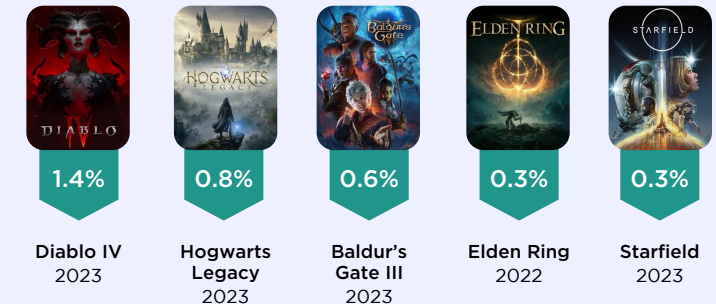 DIABLO
IV
HOGWARTS
LEGACY
Baldur's
Gate
ELDEN RING
STARFIELD
1.4%
0.8%
0.6%
0.3%
0.3%
Diablo IV
2023
Hogwarts
Legacy
2023
Baldur's
Gate III
2023
Elden Ring
2022
Starfield
2023